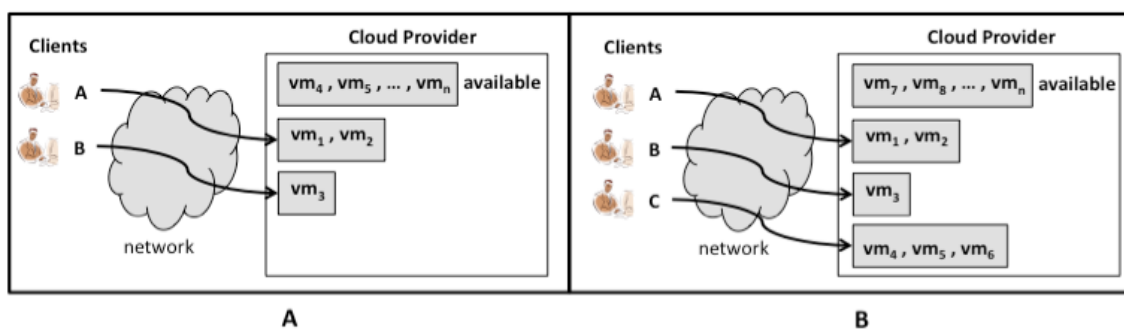 Clients
Cloud Provider
vm4 , vm5 , ... , vmn available
A
vm1 , vm2
B
vm3
network
A
Clients
Cloud Provider
vm7 , vm8 , ... , vmn available
A
vm1 , vm2
B
vm3
C
vm4 , vm5 , vm6
network
B